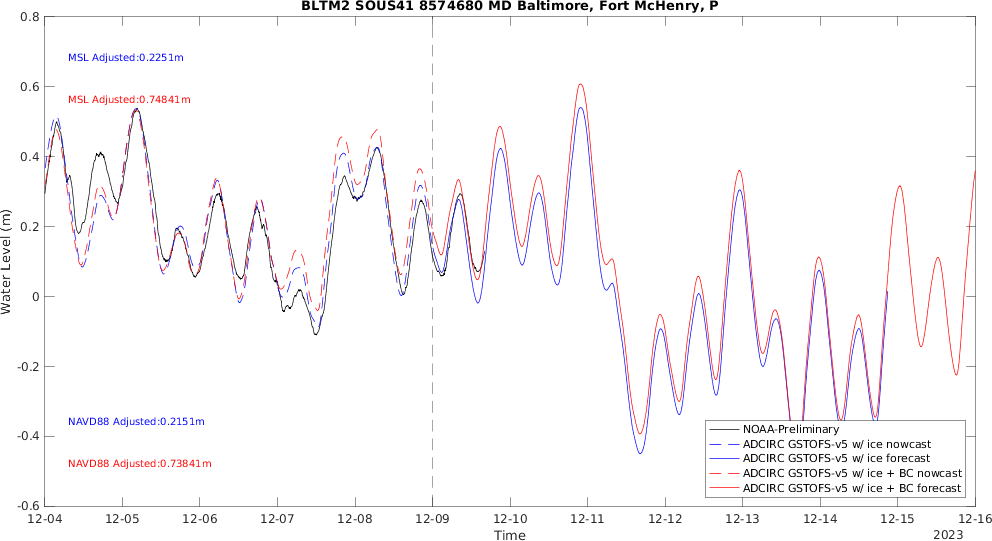 BLTM2 SOUS41 8574680 MD Baltimore, Fort McHenry, P
0.8
0.6
0.4
0.2
0
-0.2
-0.4
-0.6
Water Level (m)
MSL Adjusted:0.2251m
MSL Adjusted:0.74841m
NAVD88 Adjusted:0.2151m
NAVD88 Adjusted:0.73841m
NOAA-Preliminary
ADCIRC GSTOFS-v5 w/ ice nowcast
ADCIRC GSTOFS-v5 w/ ice forecast
ADCIRC GSTOFS-v5 w/ ice + BC nowcast
ADCIRC GSTOFS-v5 w/ ice + BC forecast
12-04 12-05 12-06 12-07 12-08 12-09 12-10 12-11 12-12 12-13 12-14 12-15 12-16
Time
2023